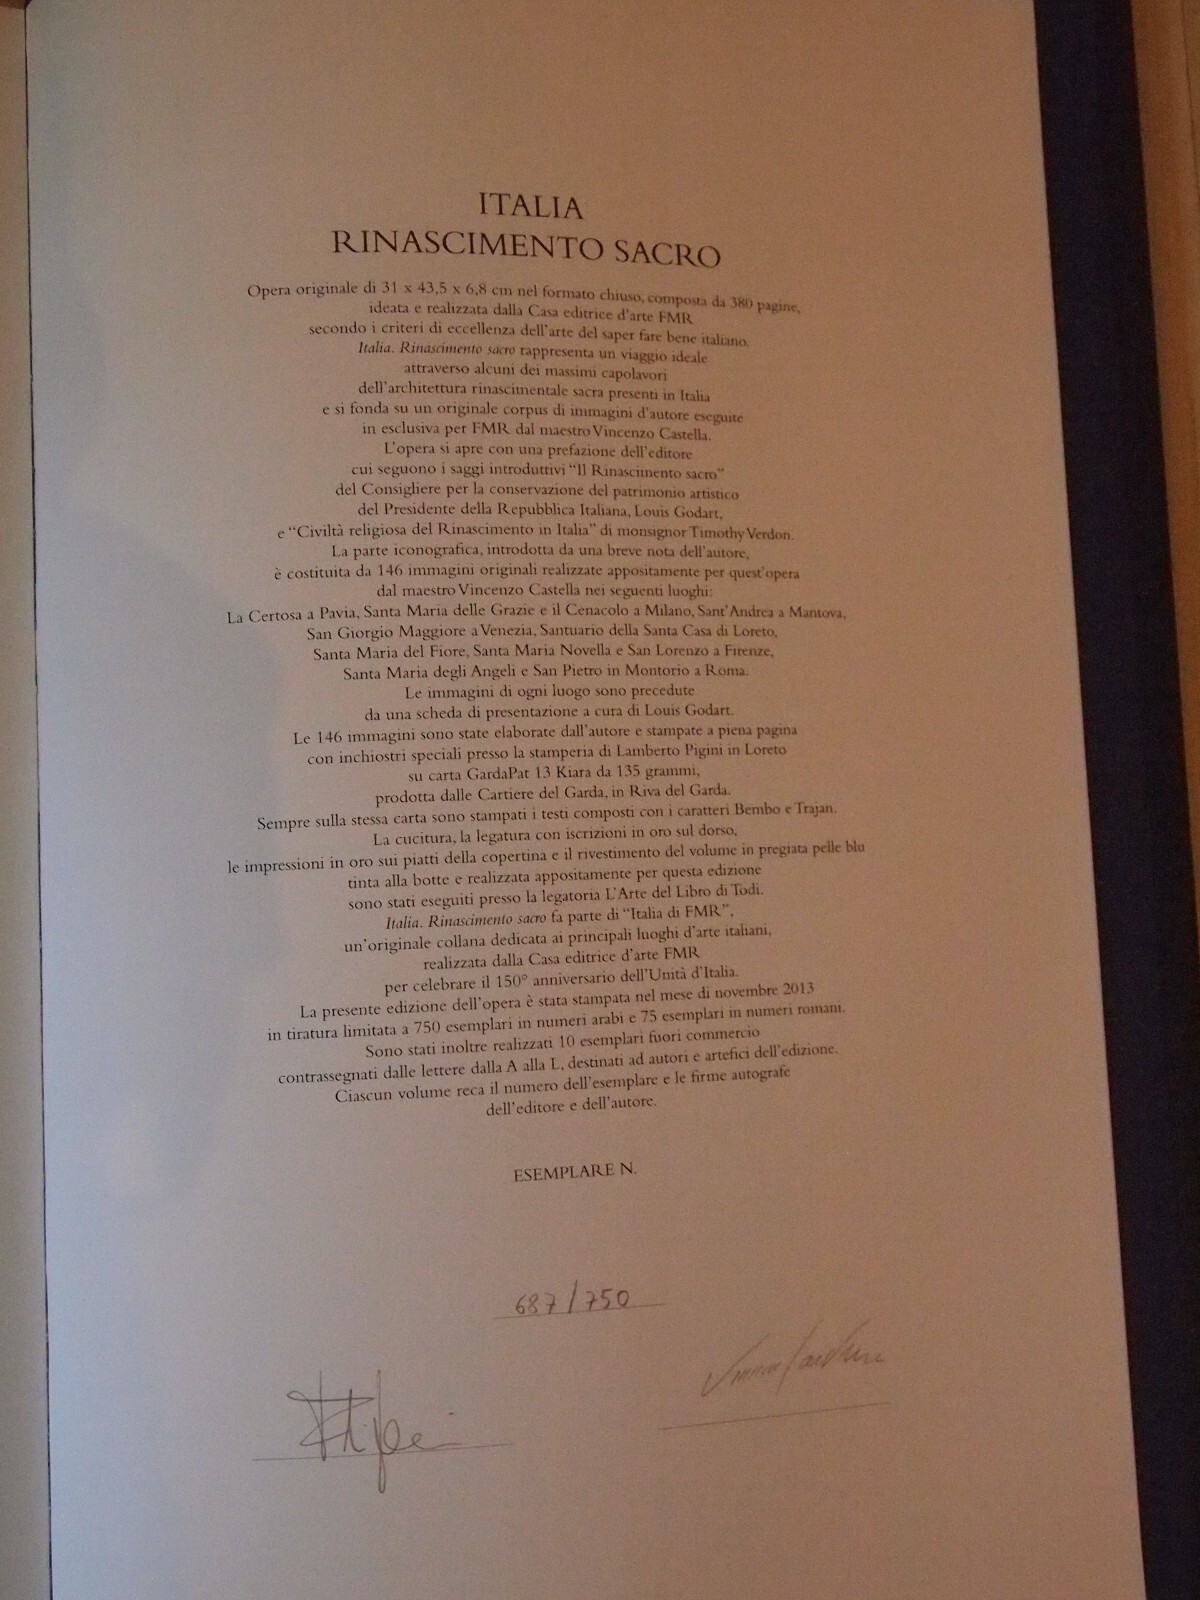 ITALIA
RINASCIMENTO SACRO
Opera originale di 31 x 43,5 x 6,8 cm nel formato chiuso, composta da 380 pagine,
ideata e realizzata dalla Casa editrice d'arte FMR
secondo i criteri di eccellenza dell'arte del saper fare bene italiano.
Italia. Rinascimento sacro rappresenta un viaggio ideale
attraverso alcuni dei massimi capolavori
dell'architettura rinascimentale sacra presenti in Italia
e si fonda su un originale corpus di immagini d'autore eseguite
in esclusiva per FMR dal maestro Vincenzo Castella.
L'opera si apre con una prefazione dell'editore
cui seguono i saggi introduttivi "Il Rinascimento sacro"
del Consigliere per la conservazione del patrimonio artistico
del Presidente della Repubblica Italiana, Louis Godart,
e "Civiltà religiosa del Rinascimento in Italia" di monsignor Timothy Verdon.
La parte iconografica, introdotta da una breve nota dell'autore,
è costituita da 146 immagini originali realizzate appositamente per quest'opera
dal maestro Vincenzo Castella nei seguenti luoghi:
La Certosa a Pavia, Santa Maria delle Grazie e il Cenacolo a Milano, Sant'Andrea a Mantova,
San Giorgio Maggiore a Venezia, Santuario della Santa Casa di Loreto,
Santa Maria del Fiore, Santa Maria Novella e San Lorenzo a Firenze,
Santa Maria degli Angeli e San Pietro in Montorio a Roma.
Le immagini di ogni luogo sono precedute
da una scheda di presentazione a cura di Louis Godart.
Le 146 immagini sono state elaborate dall'autore e stampate a piena pagina
con inchiostri speciali presso la stamperia di Lamberto Pigini in Loreto
su carta GardaPat 13 Kiara da 135 grammi,
prodotta dalle Cartiere del Garda, in Riva del Garda.
Sempre sulla stessa carta sono stampati i testi composti con i caratteri Bembo e Trajan.
La cucitura, la legatura con iscrizioni in oro sul dorso,
le impressioni in oro sui piatti della copertina e il rivestimento del volume in pregiata pelle blu
tinta alla botte e realizzata appositamente per questa edizione
sono stati eseguiti presso la legatoria L'Arte del Libro di Todi.
Italia. Rinascimento sacro fa parte di "Italia di FMR",
un'originale collana dedicata ai principali luoghi d'arte italiani,
realizzata dalla Casa editrice d'arte FMR
per celebrare il 150° anniversario dell'Unità d'Italia.
La presente edizione dell'opera è stata stampata nel mese di novembre 2013
in tiratura limitata a 750 esemplari in numeri arabi e 75 esemplari in numeri romani.
Sono stati inoltre realizzati 10 esemplari fuori commercio
contrassegnati dalle lettere dalla A alla L, destinati ad autori e artefici dell'edizione.
Ciascun volume reca il numero dell'esemplare e le firme autografe
dell'editore e dell'autore.
ESEMPLARE N.
687/750